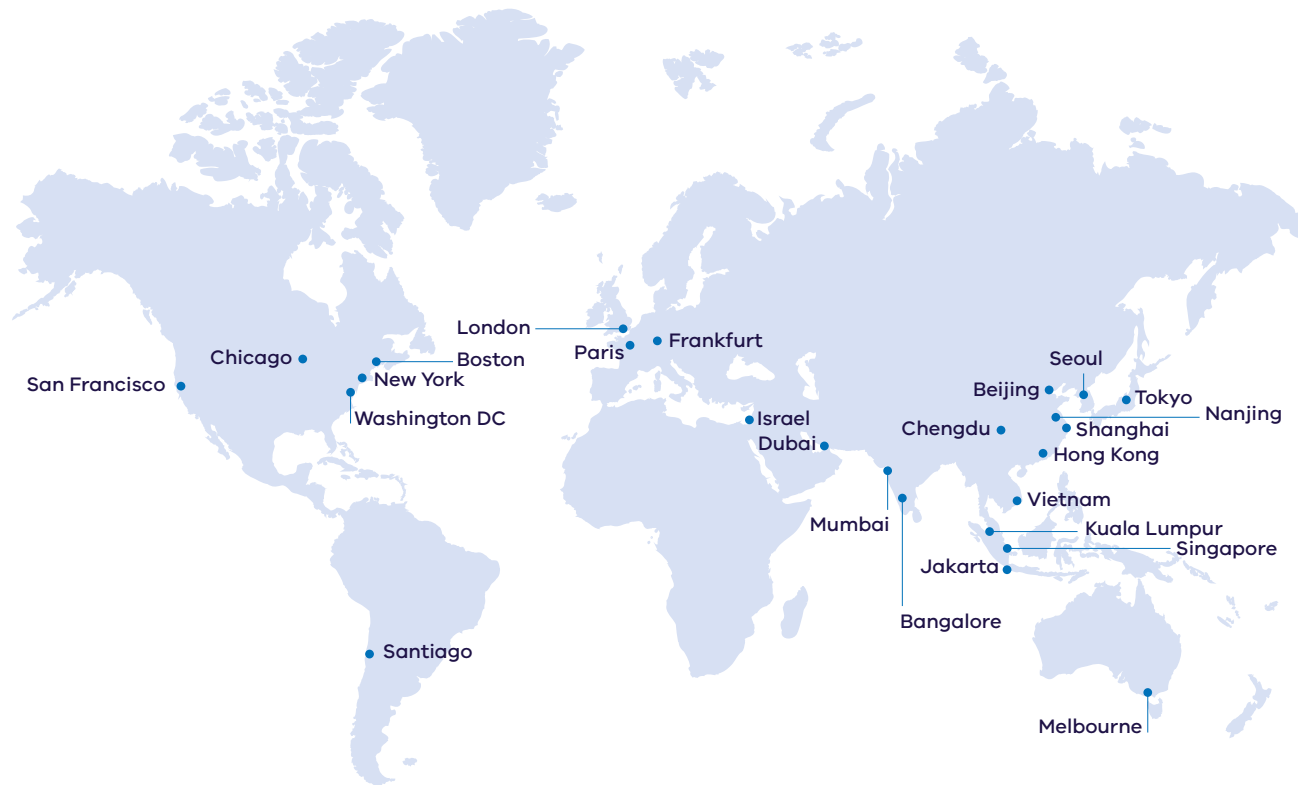 London
Chicago
Boston
Paris
Frankfurt
Seoul
San Francisco
New York
Beijing
Tokyo
Washington DC
Nanjing
Israel
Chengdu
Shanghai
Dubai
Hong Kong
Vietnam
Mumbai
Kuala Lumpur
Singapore
Jakarta
Bangalore
Santiago
Melbourne